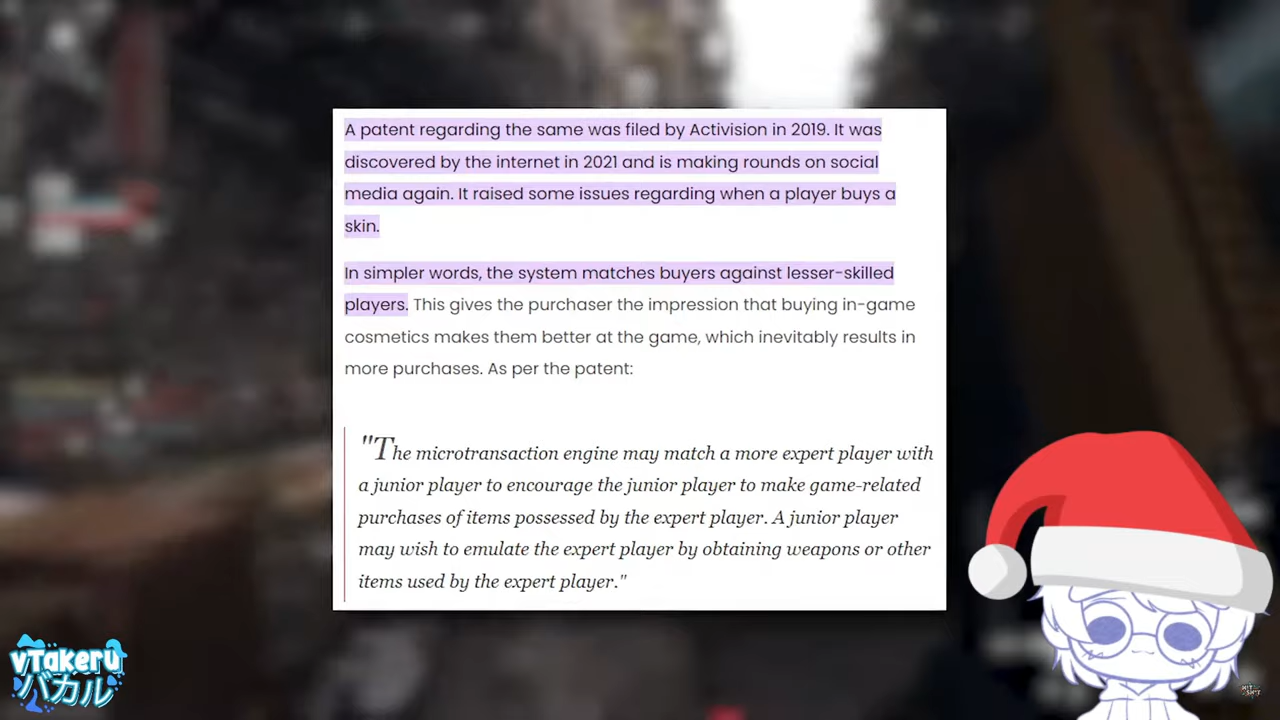 A patent regarding the same was filed by Activision in 2019. It was
discovered by the internet in 2021 and is making rounds on social
media again. It raised some issues regarding when a player buys a
skin.
In simpler words, the system matches buyers against lesser-skilled
players. This gives the purchaser the impression that buying in-game
cosmetics makes them better at the game, which inevitably results in
more purchases. As per the patent:
"The microtransaction engine may match a more expert player with
a junior player to encourage the junior player to make game-related
purchases of items possessed by the expert player. A junior player
may wish to emulate the expert player by obtaining weapons or other
items used by the expert player."
vTakeru
バカル